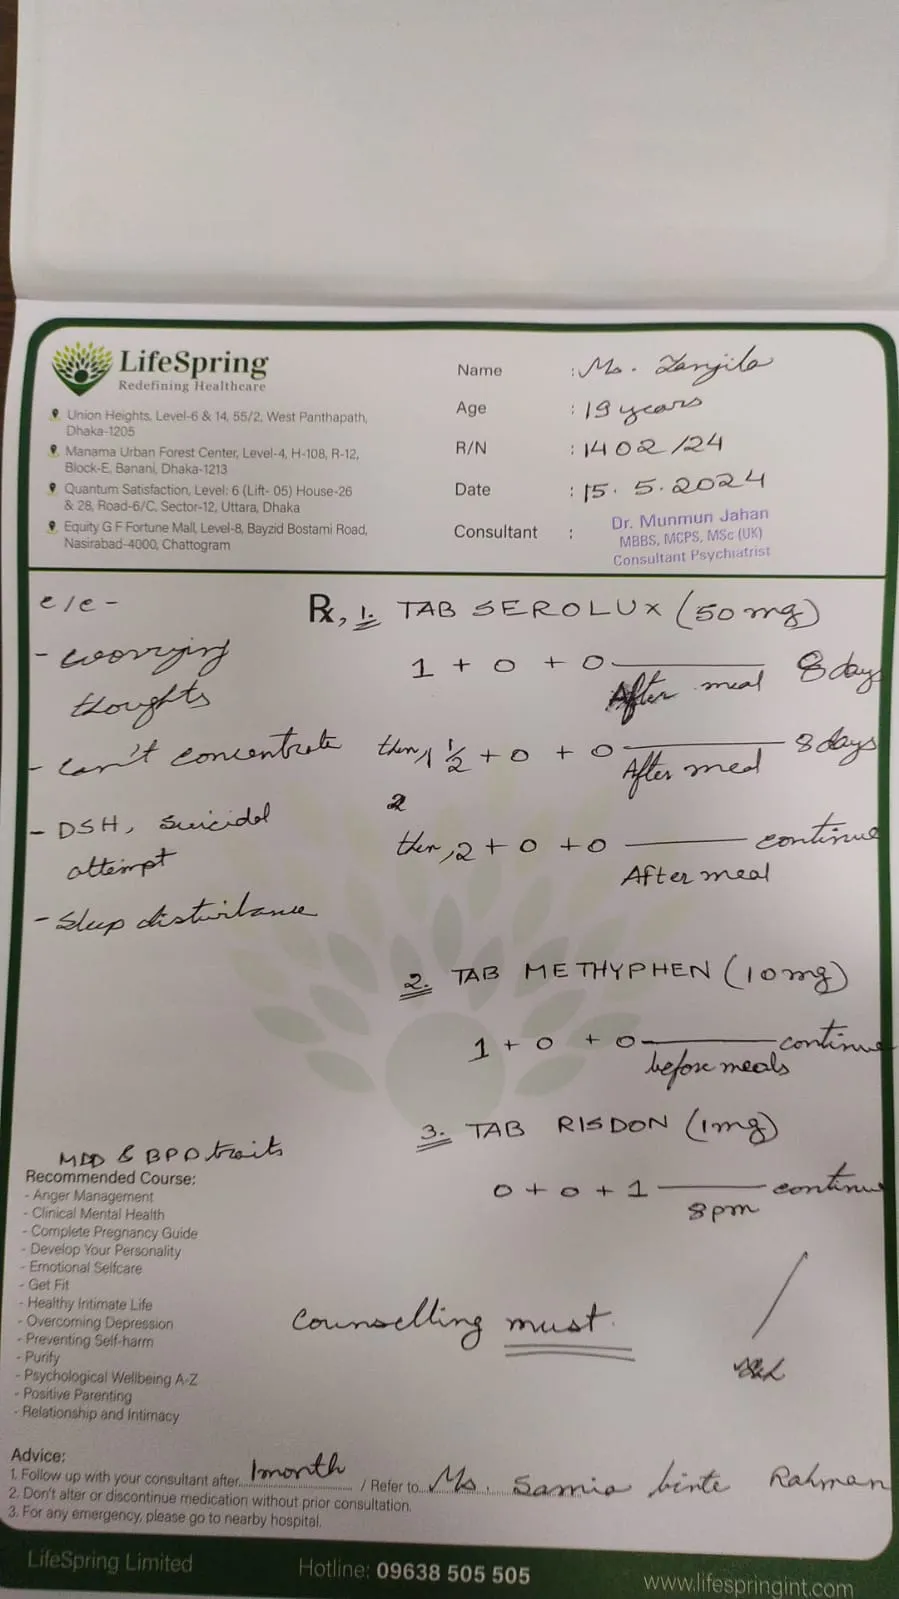 LifeSpring
Redefining Healthcare
Union Heights, Level-6 & 14, 55/2, West Panthapath,
Dhaka-1205
Manama Urban Forest Center, Level-4, H-108, R-12,
Block-E, Banani, Dhaka-1213
Quantum Satisfaction, Level: 6 (Lift- 05) House-26
& 28, Road-6/C, Sector-12, Uttara, Dhaka
Equity G F Fortune Mall, Level-8, Bayzid Bostami Road,
Nasirabad-4000, Chattogram
Name : Ms. Zanjila
Age : 19 years
R/N : 1402/24
Date : 15.5.2024
Consultant : Dr. Munmun Jahan
MBBS, MCPS, MSc (UK)
Consultant Psychiatrist
c/c -
- worrying
thoughts
- can't concentrate
- DSH, suicidal
attempt
- Sleep disturbance
Rx, 1. TAB SEROLUX (50 mg)
1 + 0 + 0 8 days
After meal
then, 1 1/2 + 0 + 0 8 days
After meal
2
then, 2 + 0 + 0 continue
After meal
2. TAB METHYPHEN (10 mg)
1 + 0 + 0 continue
before meals
3. TAB RISDON (1mg)
0 + 0 + 1 continue
8pm
Counselling must.
MDD & BPD traits
Recommended Course:
- Anger Management
- Clinical Mental Health
- Complete Pregnancy Guide
- Develop Your Personality
- Emotional Selfcare
- Get Fit
- Healthy Intimate Life
- Overcoming Depression
- Preventing Self-harm
- Purify
- Psychological Wellbeing A-Z
- Positive Parenting
- Relationship and Intimacy
Advice:
1. Follow up with your consultant after 1month / Refer to Ms. Samia binte Rahman
2. Don't alter or discontinue medication without prior consultation.
3. For any emergency, please go to nearby hospital.
LifeSpring Limited
Hotline: 09638 505 505
www.lifespringint.com